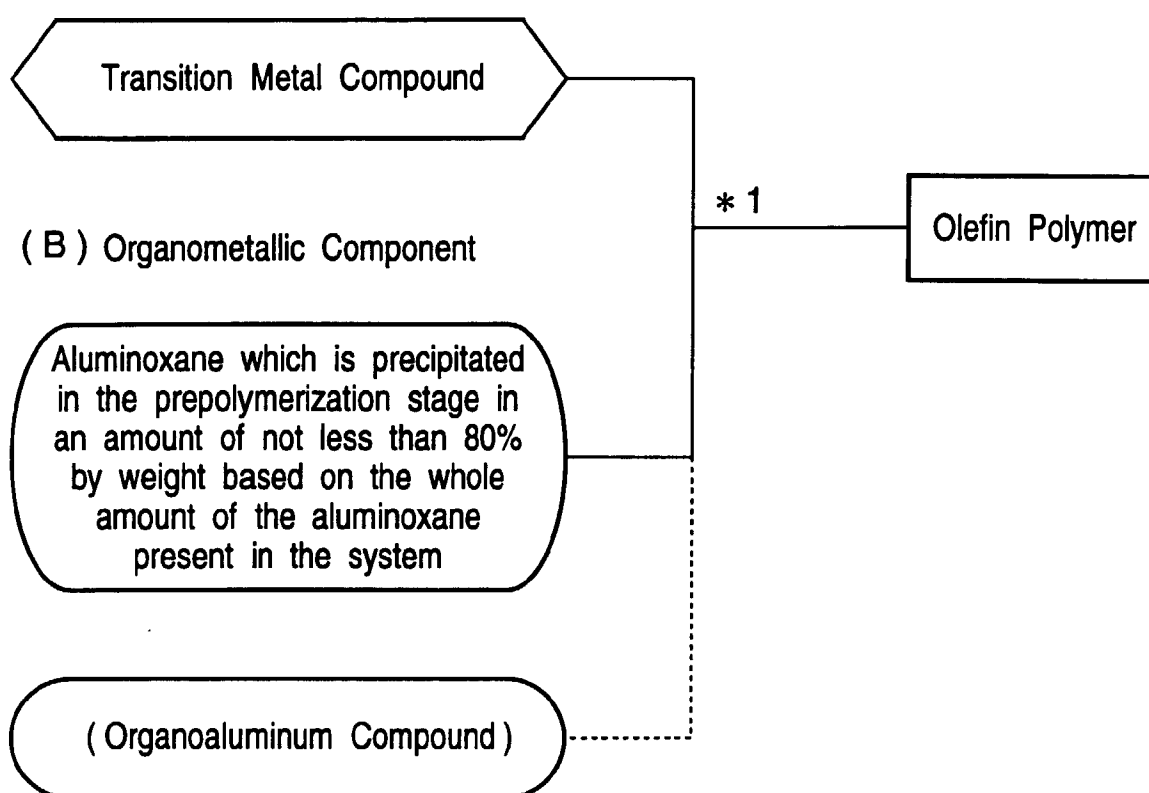 Transition Metal Compound
* 1
Olefin Polymer
( B ) Organometallic Component
Aluminoxane which is precipitated
in the prepolymerization stage in
an amount of not less than 80%
by weight based on the whole
amount of the aluminoxane
present in the system
( Organoaluminum Compound )